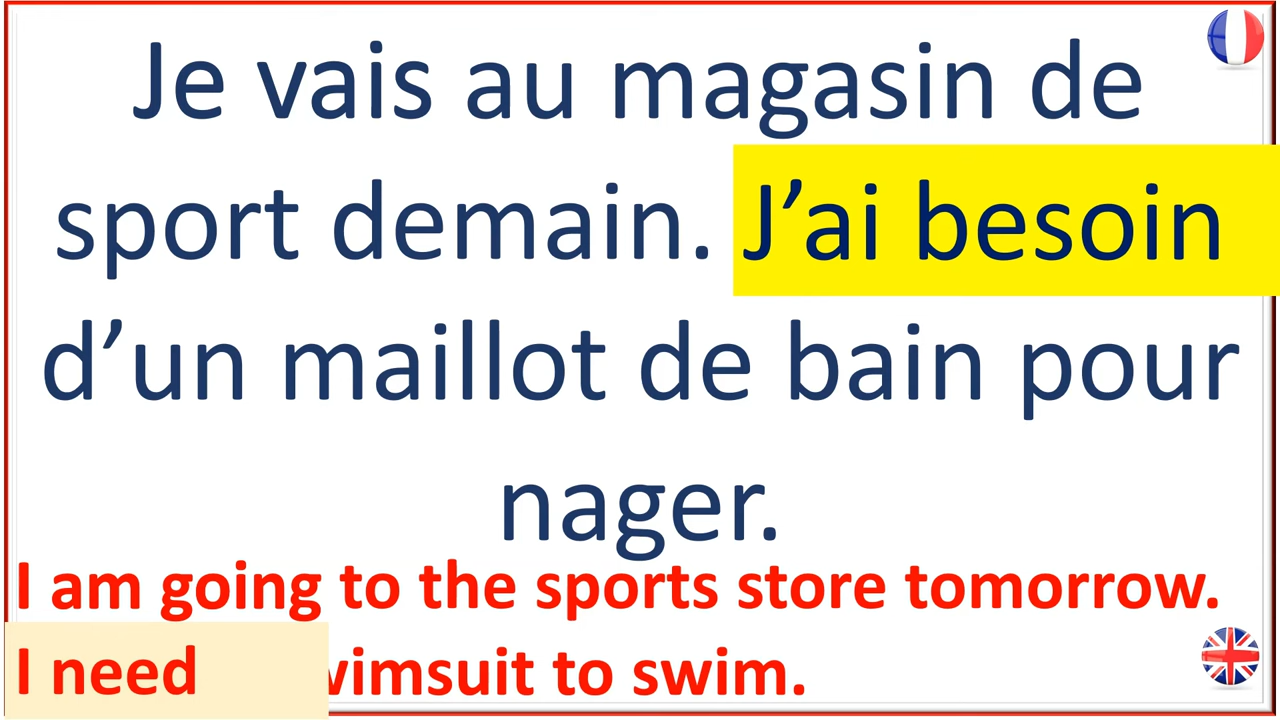 Je vais au magasin de
sport demain. J’ai besoin
d’un maillot de bain pour
nager.
I am going to the sports store tomorrow.
I need to swim.